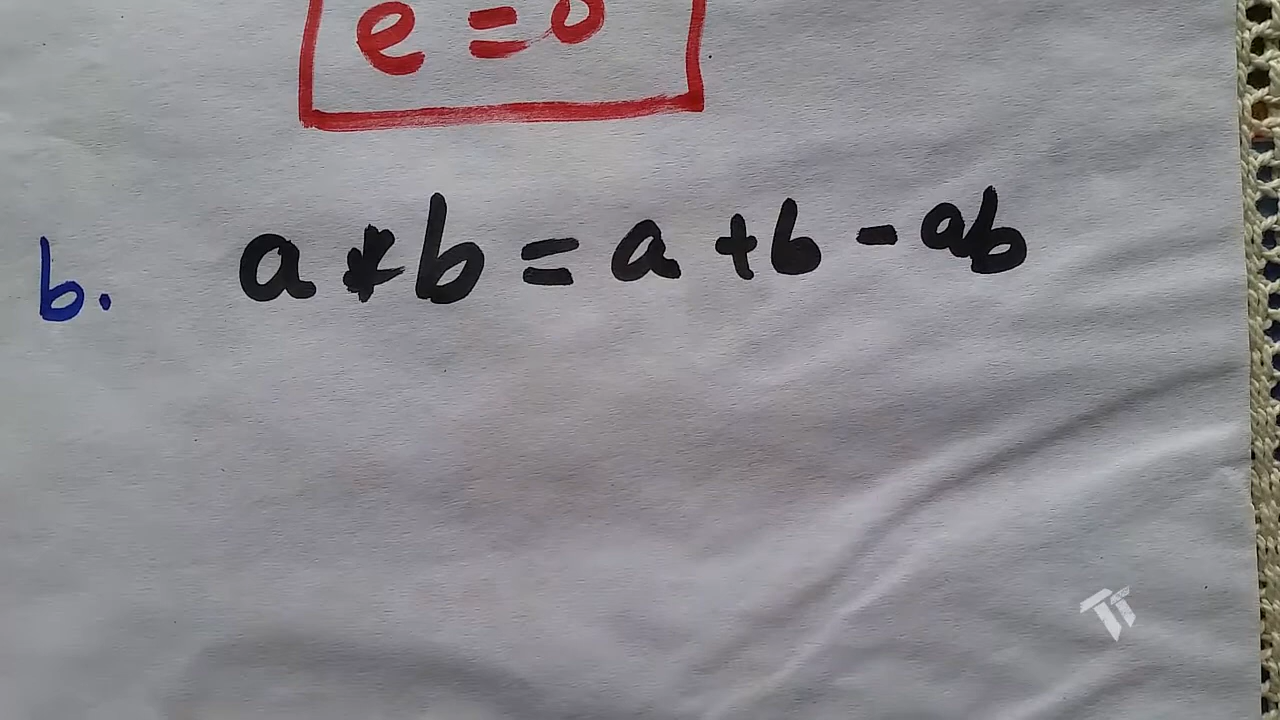 e = 0
b. a * b = a + b - ab